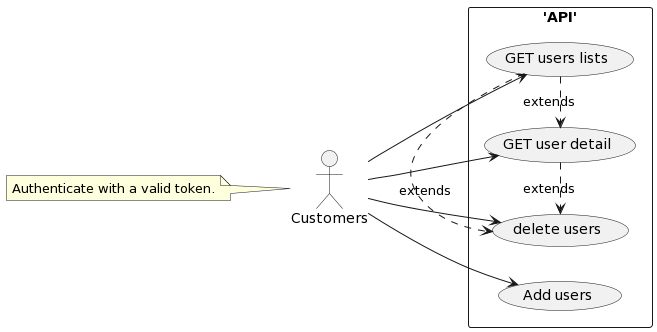 'API'
GET users lists
extends
GET user detail
Authenticate with a valid token.
extends
extends
Customers
delete users
Add users